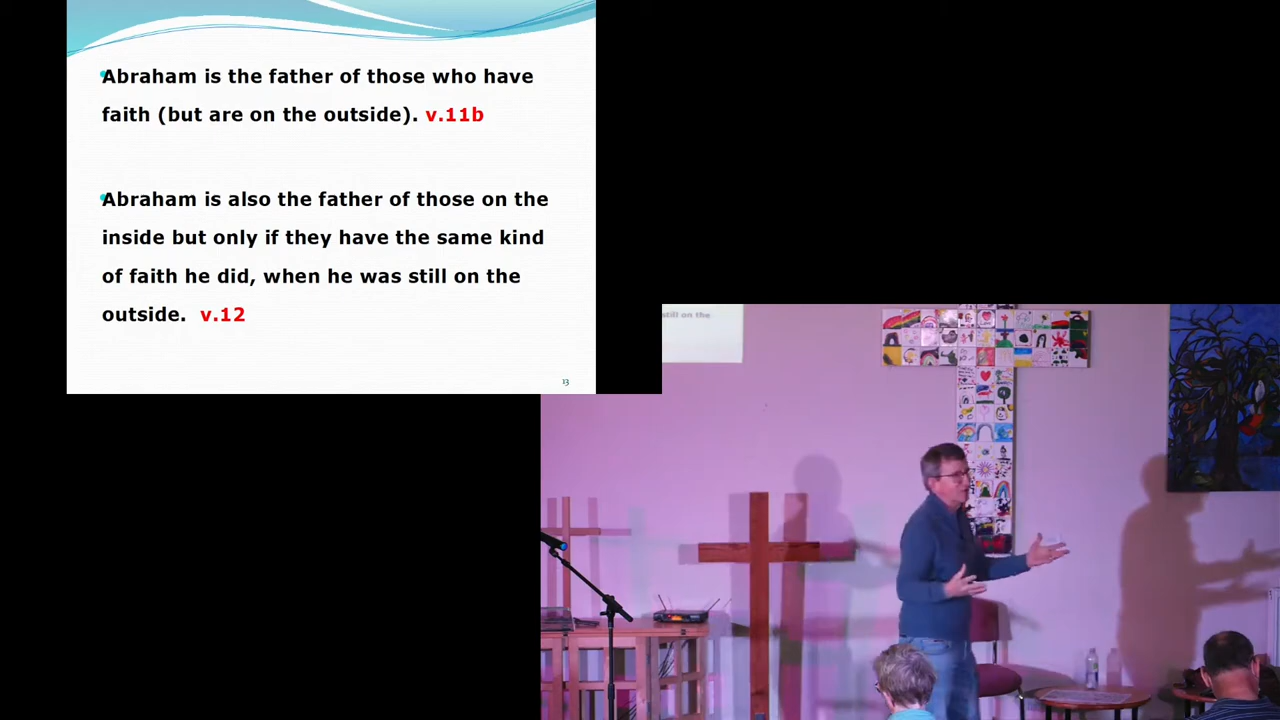 Abraham is the father of those who have
faith (but are on the outside). v.11b
Abraham is also the father of those on the
inside but only if they have the same kind
of faith he did, when he was still on the
outside. v.12
13
still on the